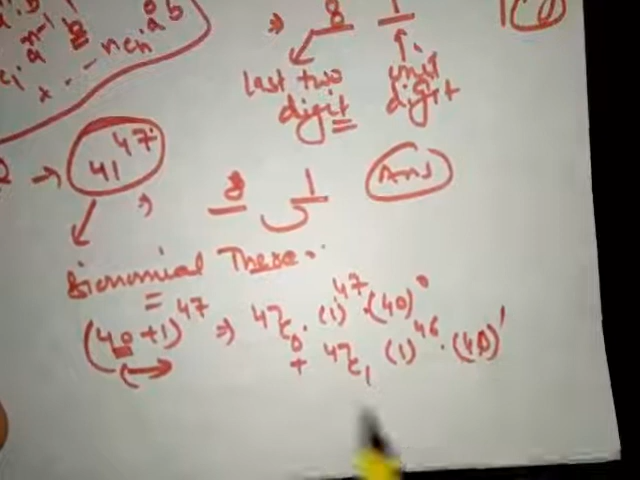 8 1
last two unit
digit digit
→ 41^47 → 8 1 Ans
Binomial Theo.
= 
(40+1)^47 ⇒ 47c0 · (1)^47 · (40)^0
+ 47c1 (1)^46 · (40)^1